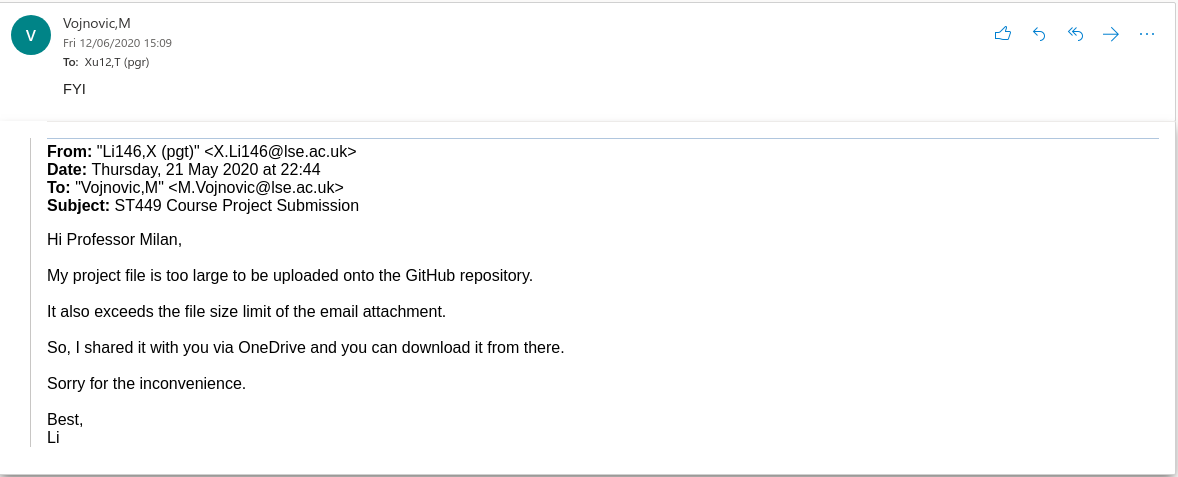 V
Vojnovic,M
Fri 12/06/2020 15:09
To: Xu12,T (pgr)
FYI
From: "Li146,X (pgt)" <X.Li146@lse.ac.uk>
Date: Thursday, 21 May 2020 at 22:44
To: "Vojnovic,M" <M.Vojnovic@lse.ac.uk>
Subject: ST449 Course Project Submission
Hi Professor Milan,
My project file is too large to be uploaded onto the GitHub repository.
It also exceeds the file size limit of the email attachment.
So, I shared it with you via OneDrive and you can download it from there.
Sorry for the inconvenience.
Best,
Li